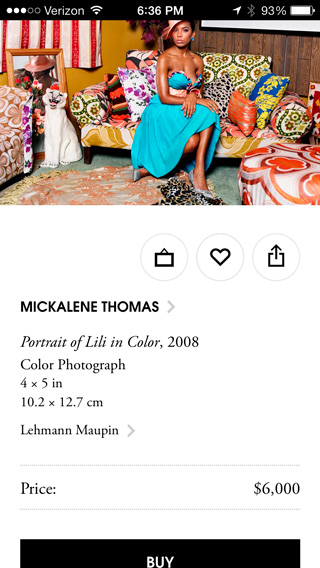 Verizon 6:36 PM 93%
MICKALENE THOMAS
Portrait of Lili in Color, 2008
Color Photograph
4 × 5 in
10.2 × 12.7 cm
Lehmann Maupin
Price: $6,000
BUY